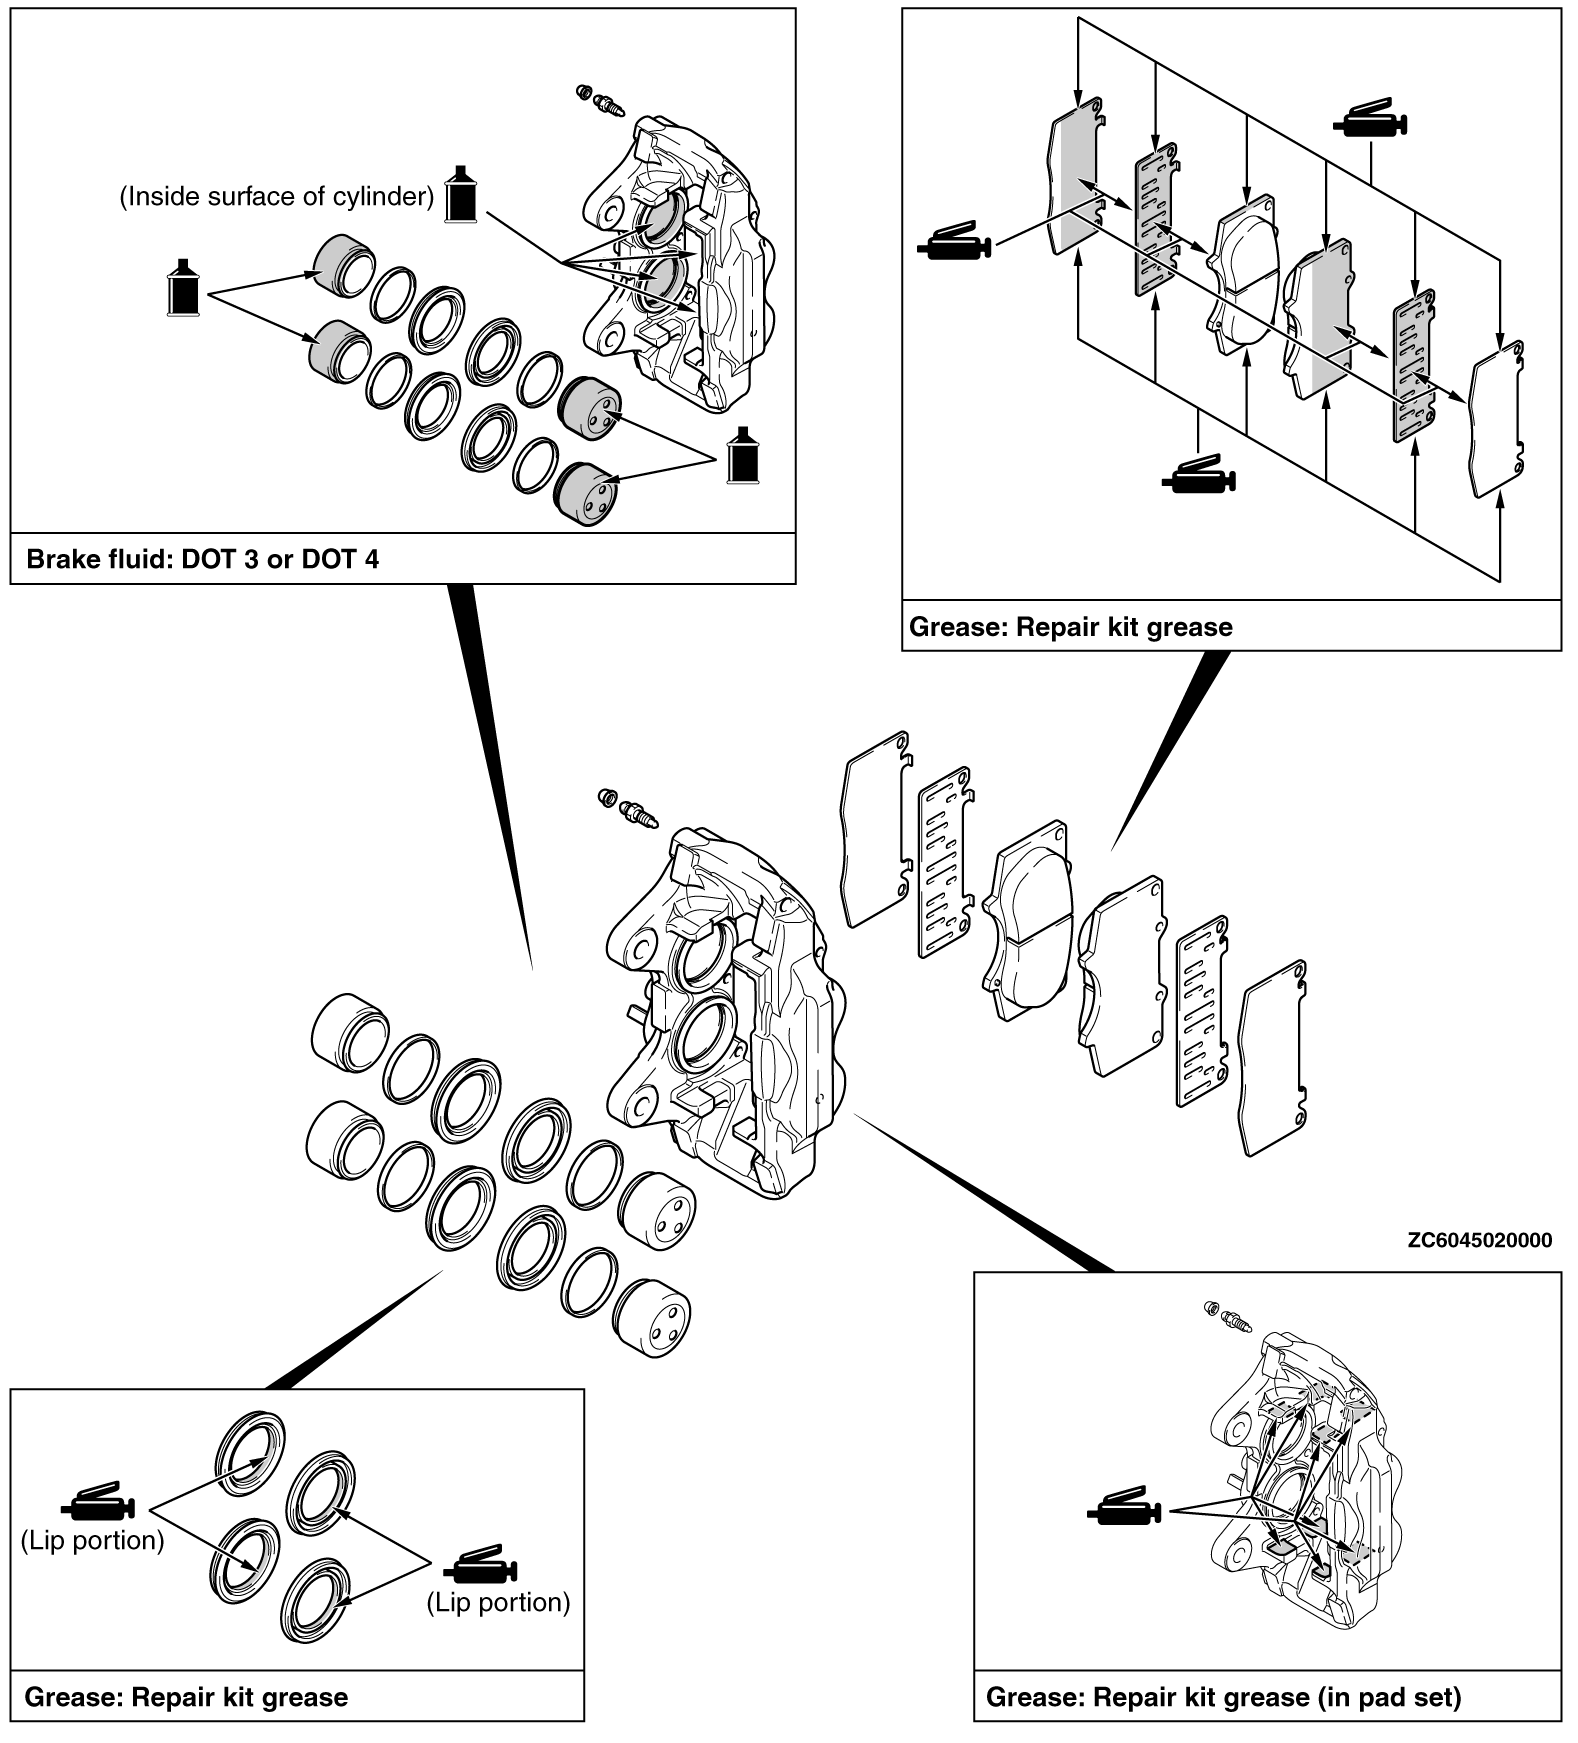 (Inside surface of cylinder)
Brake fluid: DOT 3 or DOT 4
Grease: Repair kit grease
ZC6045020000
(Lip portion)
(Lip portion)
Grease: Repair kit grease
Grease: Repair kit grease (in pad set)